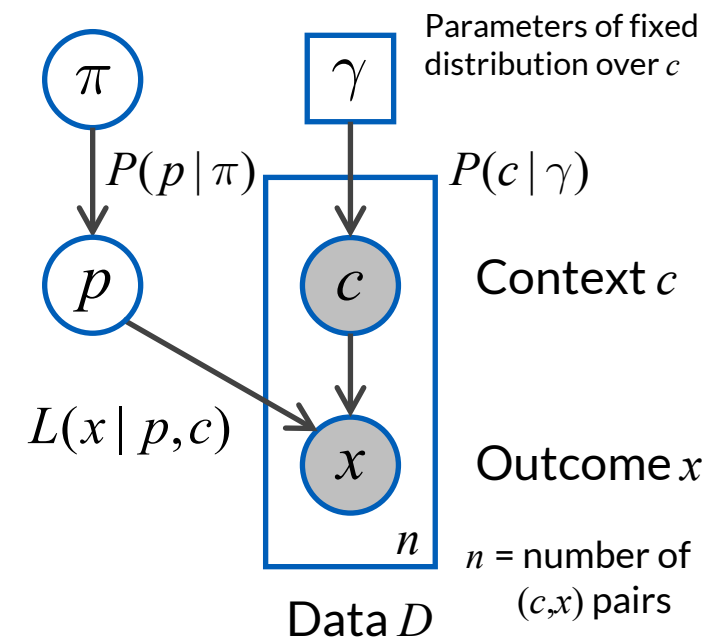 π
γ
Parameters of fixed
distribution over c
P(p | π)
P(c | γ)
p
c
Context c
L(x | p,c)
x
Outcome x
n
n = number of
(c,x) pairs
Data D